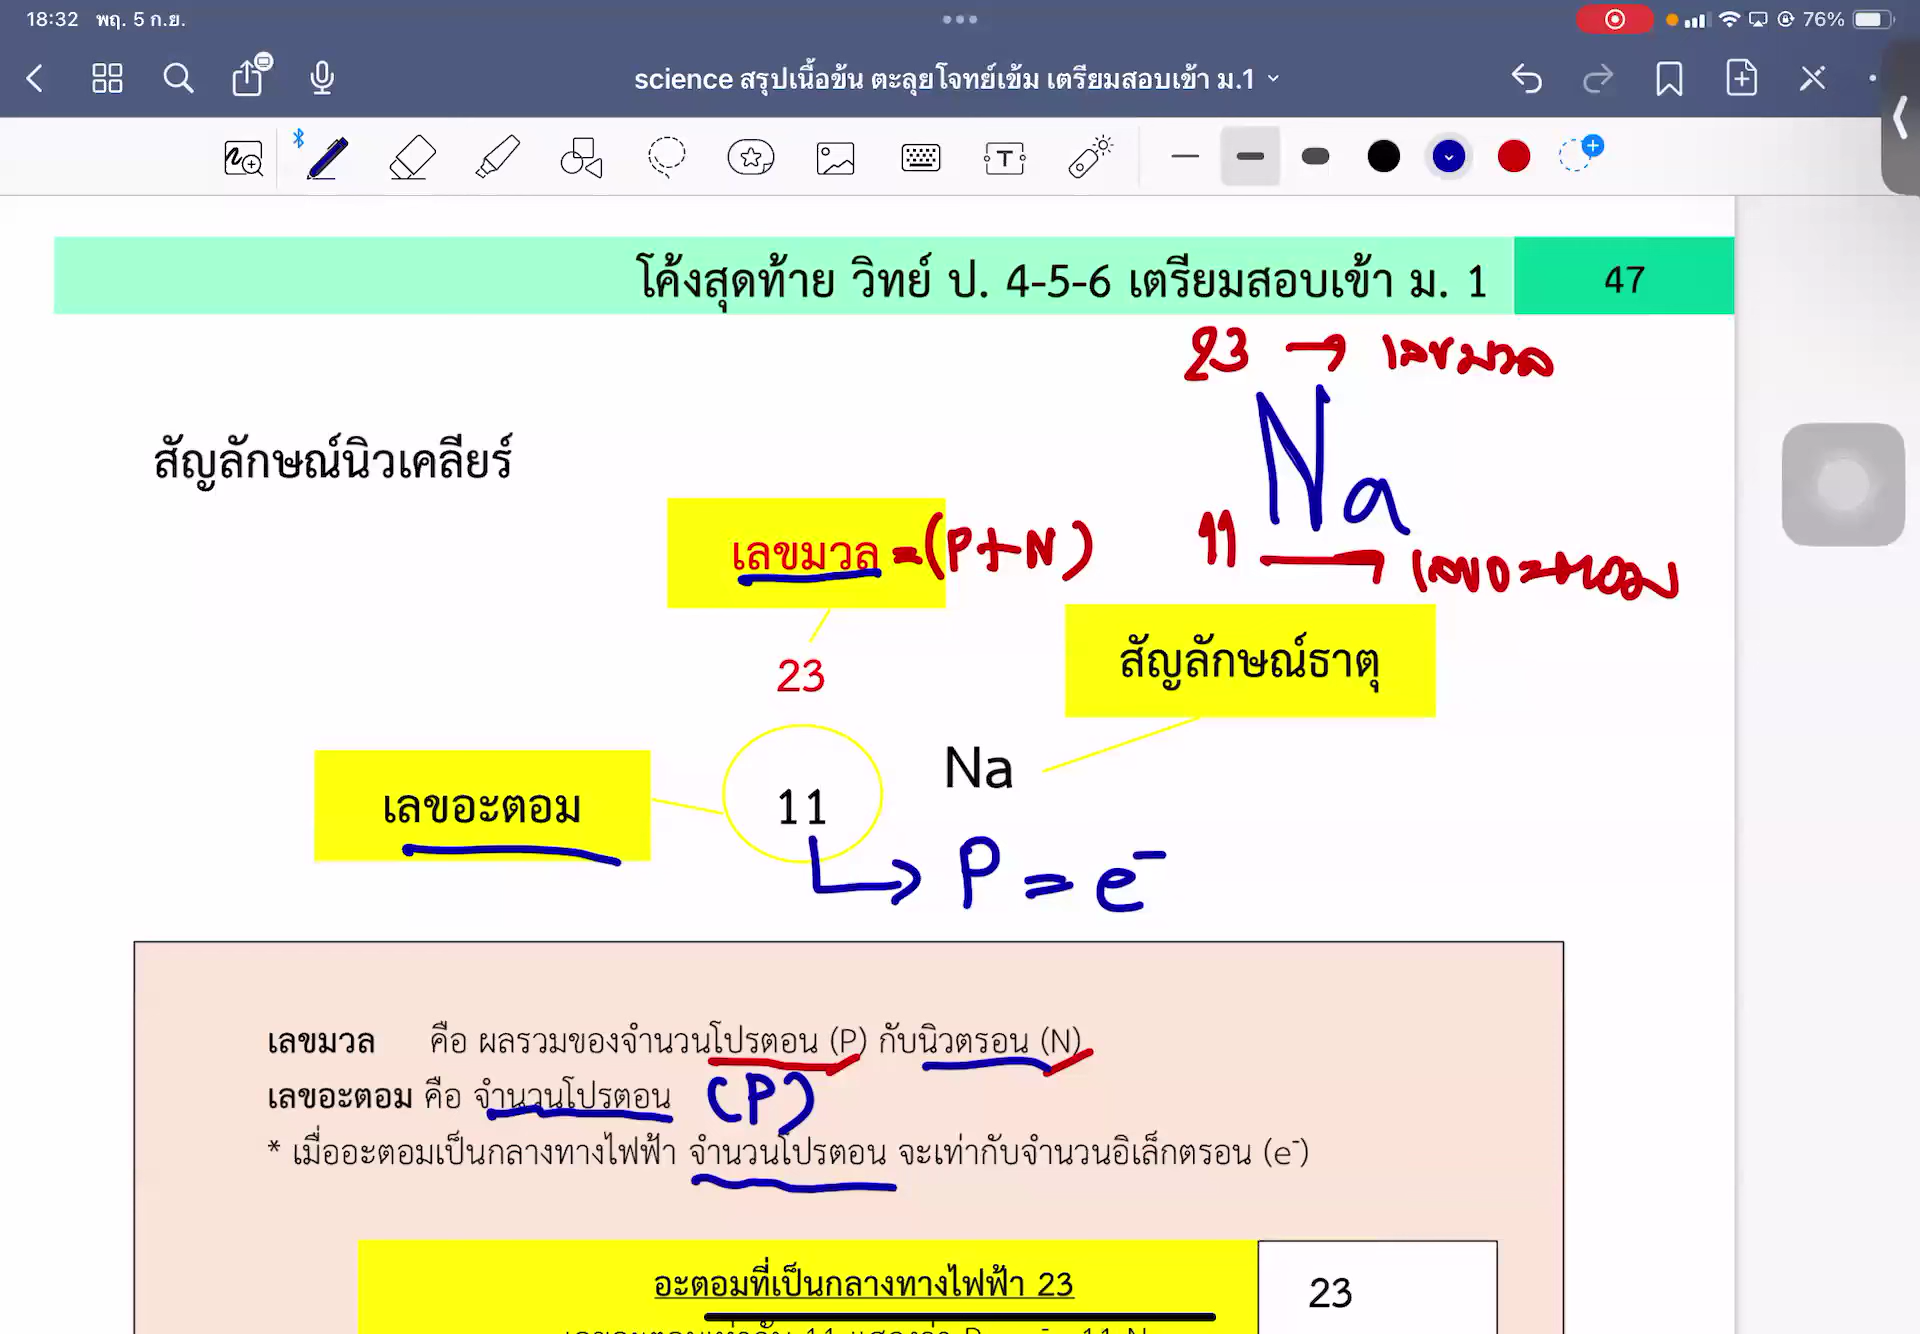 18:32 พฤ. 5 ก.ย.
76%
science สรุปเนื้อข้น ตะลุยโจทย์เข้ม เตรียมสอบเข้า ม.1
โค้งสุดท้าย วิทย์ ป. 4-5-6 เตรียมสอบเข้า ม. 1 47
23 → เลขมวล
Na
สัญลักษณ์นิวเคลียร์
11 → เลขอะตอม
เลขมวล =(P+N)
23
สัญลักษณ์ธาตุ
Na
เลขอะตอม
11
P = e⁻
เลขมวล คือ ผลรวมของจำนวนโปรตอน (P) กับนิวตรอน (N)
เลขอะตอม คือ จำนวนโปรตอน (P)
* เมื่ออะตอมเป็นกลางทางไฟฟ้า จำนวนโปรตอน จะเท่ากับจำนวนอิเล็กตรอน (e⁻)
อะตอมที่เป็นกลางทางไฟฟ้า 23
23